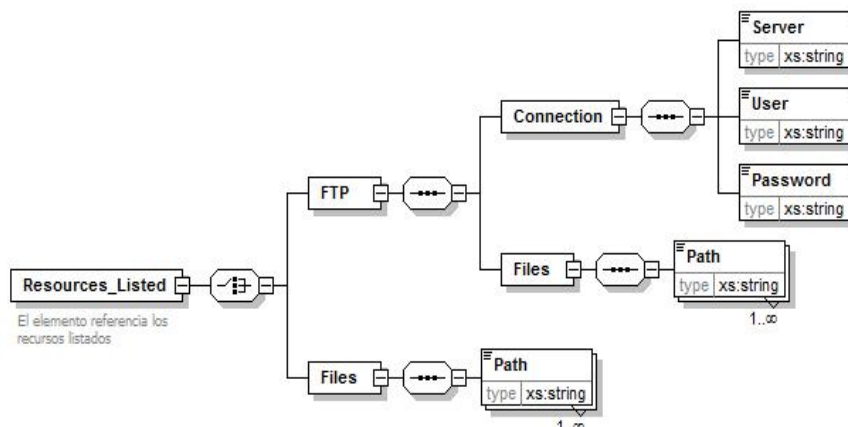 Server
type xs:string
User
type xs:string
Connection
Password
type xs:string
FTP
Files
Path
type xs:string
1..∞
Resources_Listed
El elemento referencia los
recursos listados
Files
Path
type xs:string
1..∞